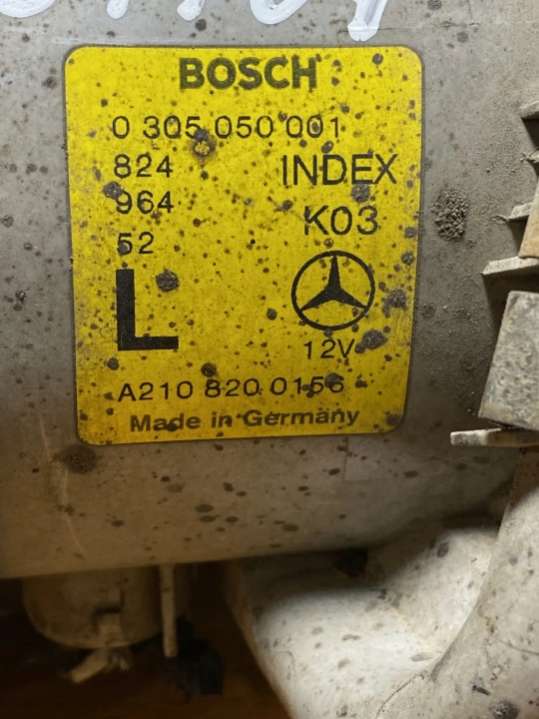 BOSCH
0 305 050 001
824 INDEX
964 K03
52
L
12V
A210 820 0156
Made in Germany